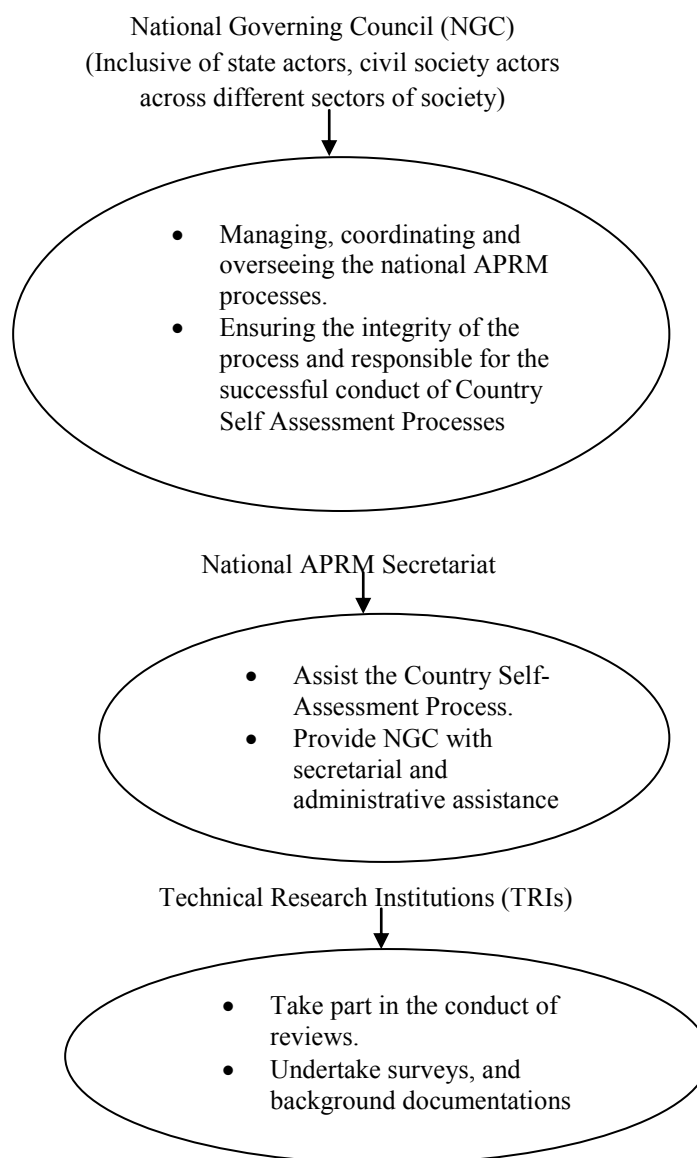 National Governing Council (NGC)
(Inclusive of state actors, civil society actors
across different sectors of society)
• Managing, coordinating and
overseeing the national APRM
processes.
• Ensuring the integrity of the
process and responsible for the
successful conduct of Country
Self Assessment Processes
National APRM Secretariat
• Assist the Country Self-
Assessment Process.
• Provide NGC with
secretarial and
administrative assistance
Technical Research Institutions (TRIs)
• Take part in the conduct of
reviews.
• Undertake surveys, and
background documentations